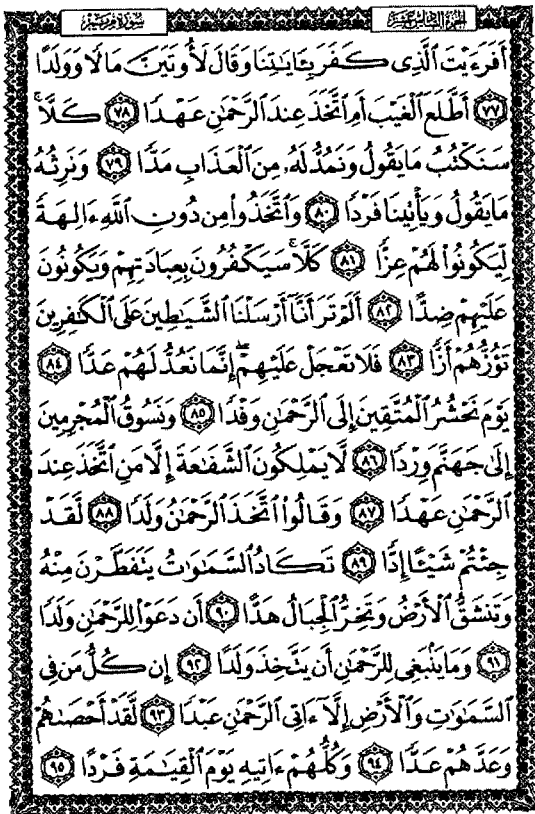 سُورَةُ مَرْيَمَ
الجزء السادس عشر
أَفَرَءَيْتَ ٱلَّذِى كَفَرَ بِـَٔايَـٰتِنَا وَقَالَ لَأُوتَيَنَّ مَالًا وَوَلَدًا
٧٧ أَطَّلَعَ ٱلْغَيْبَ أَمِ ٱتَّخَذَ عِندَ ٱلرَّحْمَـٰنِ عَهْدًا ٧٨ كَلَّا ۚ
سَنَكْتُبُ مَا يَقُولُ وَنَمُدُّ لَهُۥ مِنَ ٱلْعَذَابِ مَدًّا ٧٩ وَنَرِثُهُۥ
مَا يَقُولُ وَيَأْتِينَا فَرْدًا ٨٠ وَٱتَّخَذُوا۟ مِن دُونِ ٱللَّهِ ءَالِهَةً
لِّيَكُونُوا۟ لَهُمْ عِزًّا ٨١ كَلَّا ۚ سَيَكْفُرُونَ بِعِبَادَتِهِمْ وَيَكُونُونَ
عَلَيْهِمْ ضِدًّا ٨٢ أَلَمْ تَرَ أَنَّآ أَرْسَلْنَا ٱلشَّيَـٰطِينَ عَلَى ٱلْكَـٰفِرِينَ
تَؤُزُّهُمْ أَزًّا ٨٣ فَلَا تَعْجَلْ عَلَيْهِمْ ۖ إِنَّمَا نَعُدُّ لَهُمْ عَدًّا ٨٤
يَوْمَ نَحْشُرُ ٱلْمُتَّقِينَ إِلَى ٱلرَّحْمَـٰنِ وَفْدًا ٨٥ وَنَسُوقُ ٱلْمُجْرِمِينَ
إِلَىٰ جَهَنَّمَ وِرْدًا ٨٦ لَّا يَمْلِكُونَ ٱلشَّفَـٰعَةَ إِلَّا مَنِ ٱتَّخَذَ عِندَ
ٱلرَّحْمَـٰنِ عَهْدًا ٨٧ وَقَالُوا۟ ٱتَّخَذَ ٱلرَّحْمَـٰنُ وَلَدًا ٨٨ لَّقَدْ
جِئْتُمْ شَيْـًٔا إِدًّا ٨٩ تَكَادُ ٱلسَّمَـٰوَٰتُ يَتَفَطَّرْنَ مِنْهُ
وَتَنشَقُّ ٱلْأَرْضُ وَتَخِرُّ ٱلْجِبَالُ هَدًّا ٩٠ أَن دَعَوْا۟ لِلرَّحْمَـٰنِ وَلَدًا
٩١ وَمَا يَنۢبَغِى لِلرَّحْمَـٰنِ أَن يَتَّخِذَ وَلَدًا ٩٢ إِن كُلُّ مَن فِى
ٱلسَّمَـٰوَٰتِ وَٱلْأَرْضِ إِلَّآ ءَاتِى ٱلرَّحْمَـٰنِ عَبْدًا ٩٣ لَّقَدْ أَحْصَىٰهُمْ
وَعَدَّهُمْ عَدًّا ٩٤ وَكُلُّهُمْ ءَاتِيهِ يَوْمَ ٱلْقِيَـٰمَةِ فَرْدًا ٩٥